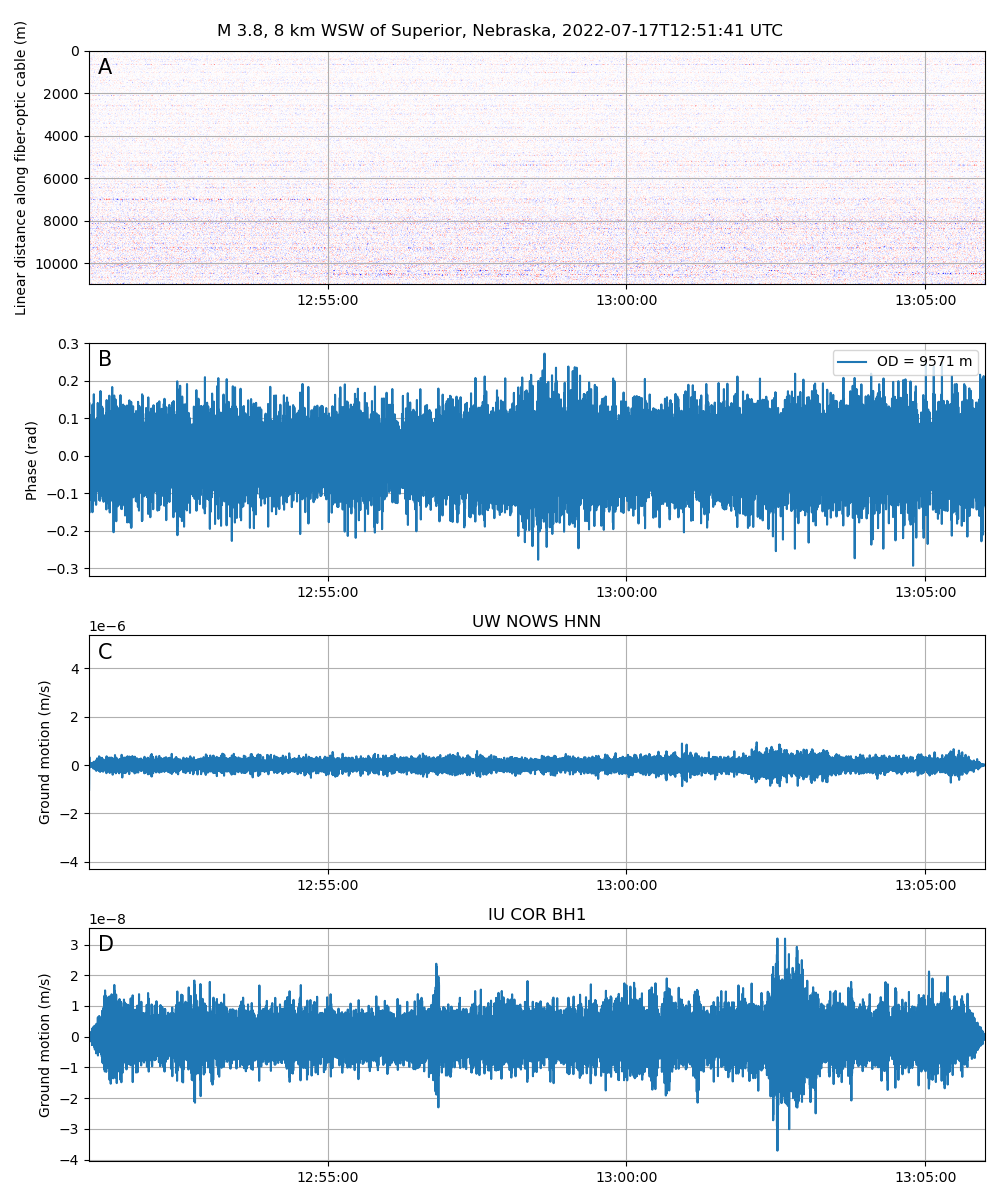 M 3.8, 8 km WSW of Superior, Nebraska, 2022-07-17T12:51:41 UTC
Linear distance along fiber-optic cable (m)
A
0
2000
4000
6000
8000
10000
12:55:00 13:00:00 13:05:00
Phase (rad)
B
OD = 9571 m
0.3
0.2
0.1
0.0
−0.1
−0.2
−0.3
12:55:00 13:00:00 13:05:00
UW NOWS HNN
1e−6
Ground motion (m/s)
C
4
2
0
−2
−4
12:55:00 13:00:00 13:05:00
IU COR BH1
1e−8
Ground motion (m/s)
D
3
2
1
0
−1
−2
−3
−4
12:55:00 13:00:00 13:05:00